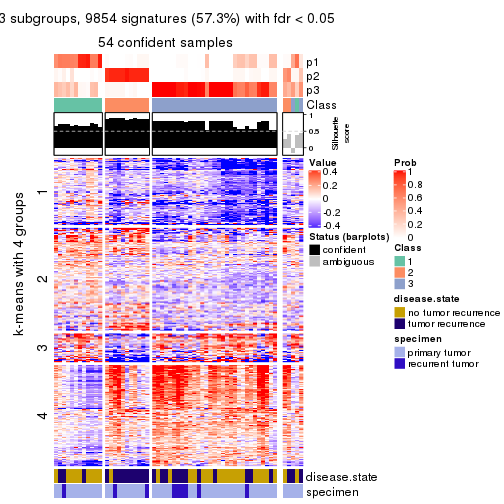 3 subgroups, 9854 signatures (57.3%) with fdr < 0.05
54 confident samples
p1
p2
p3
Class
1
0.5
0
Silhouette
score
k-means with 4 groups
1
2
3
4
disease.state
specimen
Value
0.4
0.2
0
-0.2
-0.4
Status (barplots)
confident
ambiguous
Prob
1
0.8
0.6
0.4
0.2
0
Class
1
2
3
disease.state
no tumor recurrence
tumor recurrence
specimen
primary tumor
recurrent tumor